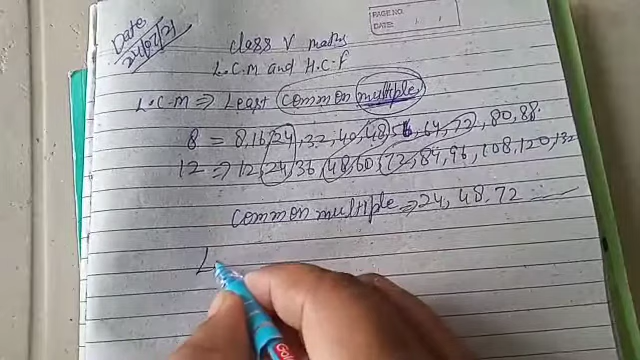 PAGE NO.
DATE:
Date
24/02/21
Class V maths
L.C.M and H.C.F
L.C.M ⇒ Least common multiple
8 = 8,16,24,32,40,48,56,64,72,80,88
12 ⇒ 12,24,36,48,60,72,84,96,108,120,132
common multiple ⇒ 24,48.72
L